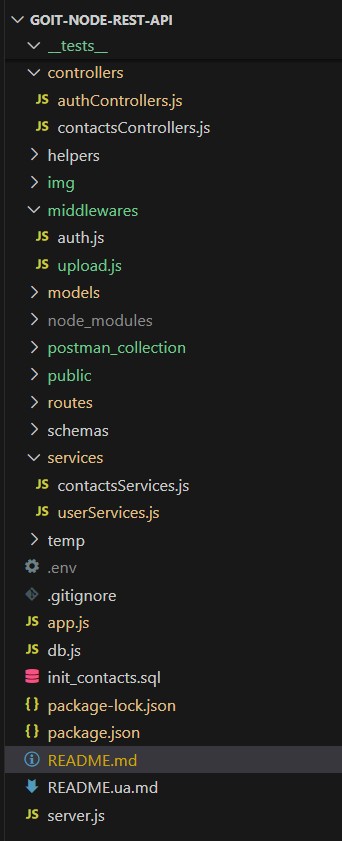 GOIT-NODE-REST-API
__tests__
controllers
JS authControllers.js
JS contactsControllers.js
helpers
img
middlewares
JS auth.js
JS upload.js
models
node_modules
postman_collection
public
routes
schemas
services
JS contactsServices.js
JS userServices.js
temp
.env
.gitignore
JS app.js
JS db.js
init_contacts.sql
{} package-lock.json
{} package.json
README.md
README.ua.md
JS server.js